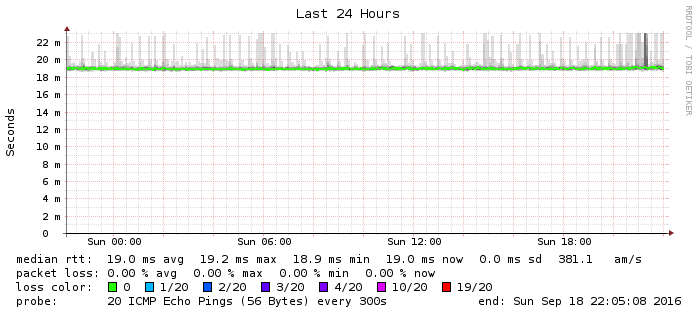 Last 24 Hours
RRDTOOL / TOBI OETIKER
Seconds
22 m
20 m
18 m
16 m
14 m
12 m
10 m
8 m
6 m
4 m
2 m
0
Sun 00:00 Sun 06:00 Sun 12:00 Sun 18:00
median rtt: 19.0 ms avg 19.2 ms max 18.9 ms min 19.0 ms now 0.0 ms sd 381.1 am/s
packet loss: 0.00 % avg 0.00 % max 0.00 % min 0.00 % now
loss color: 0 1/20 2/20 3/20 4/20 10/20 19/20
probe: 20 ICMP Echo Pings (56 Bytes) every 300s end: Sun Sep 18 22:05:08 2016